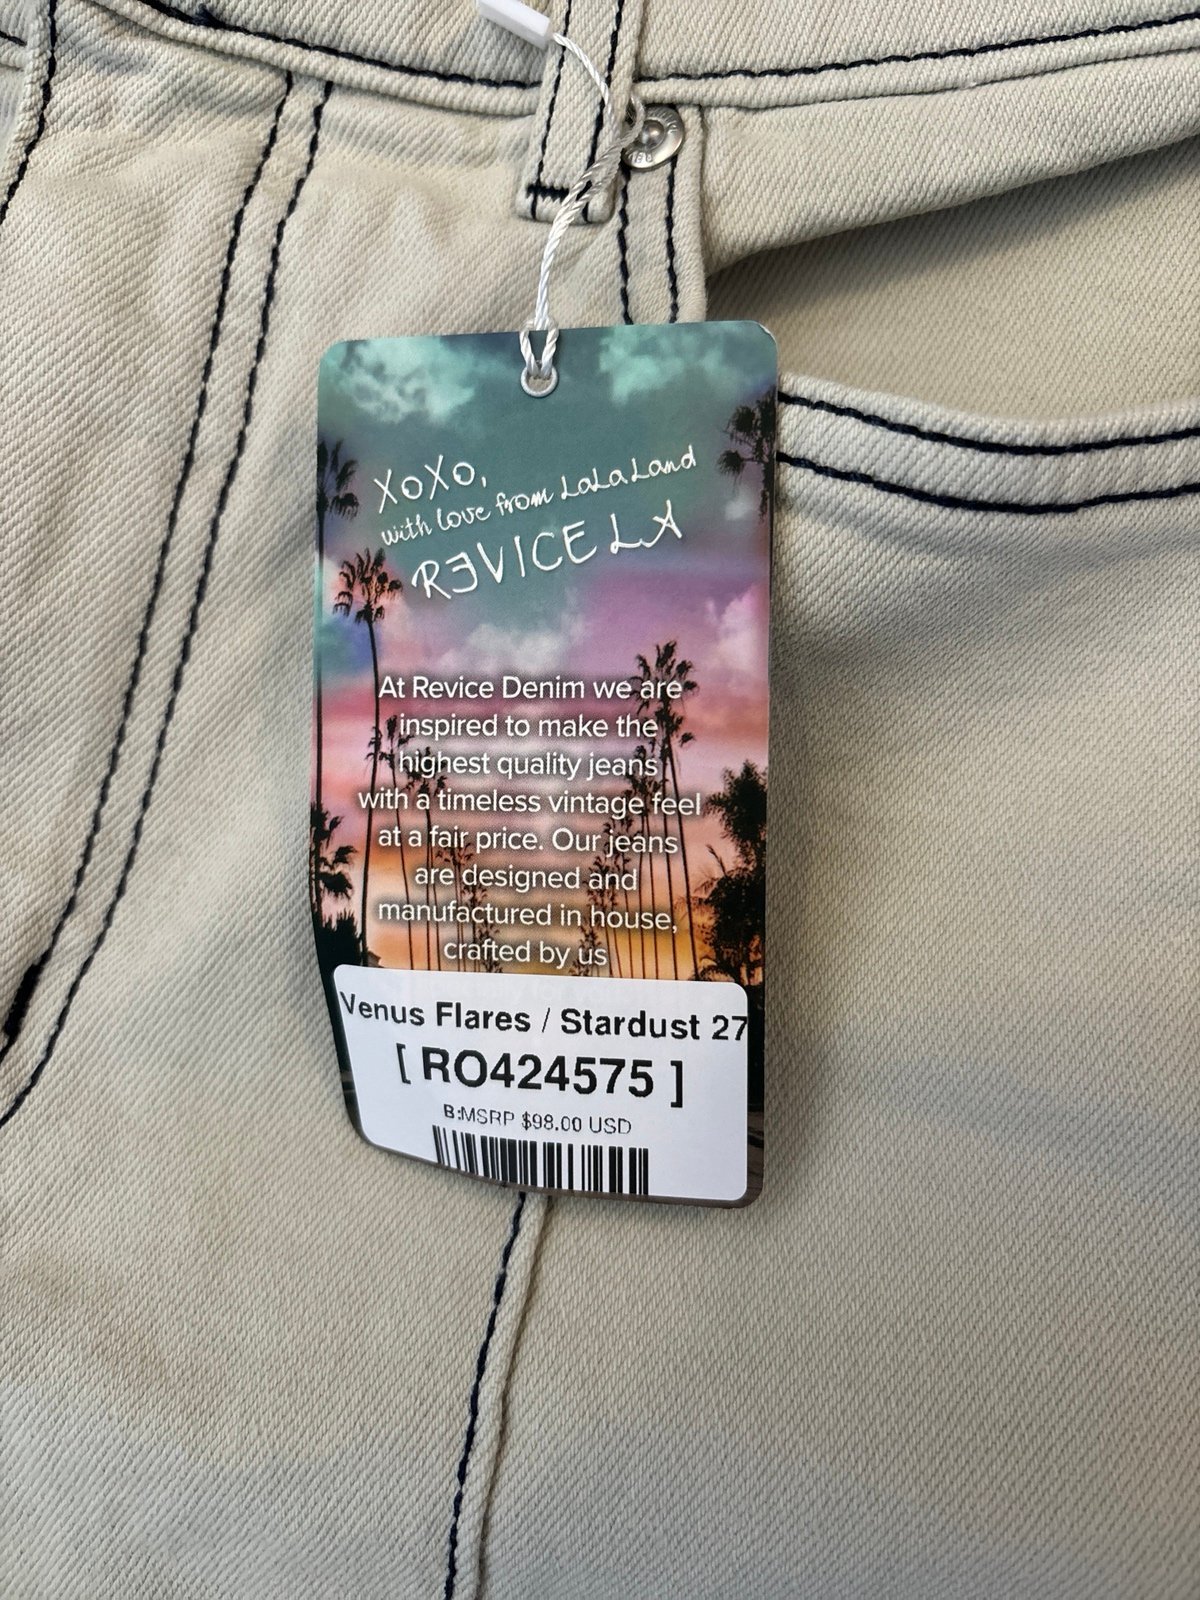 XOXO,
with love from LaLaLand
REVICE LA
At Revice Denim we are
inspired to make the
highest quality jeans
with a timeless vintage feel
at a fair price. Our jeans
are designed and
manufactured in house,
crafted by us
Venus Flares / Stardust 27
[ RO424575 ]
B:MSRP $98.00 USD